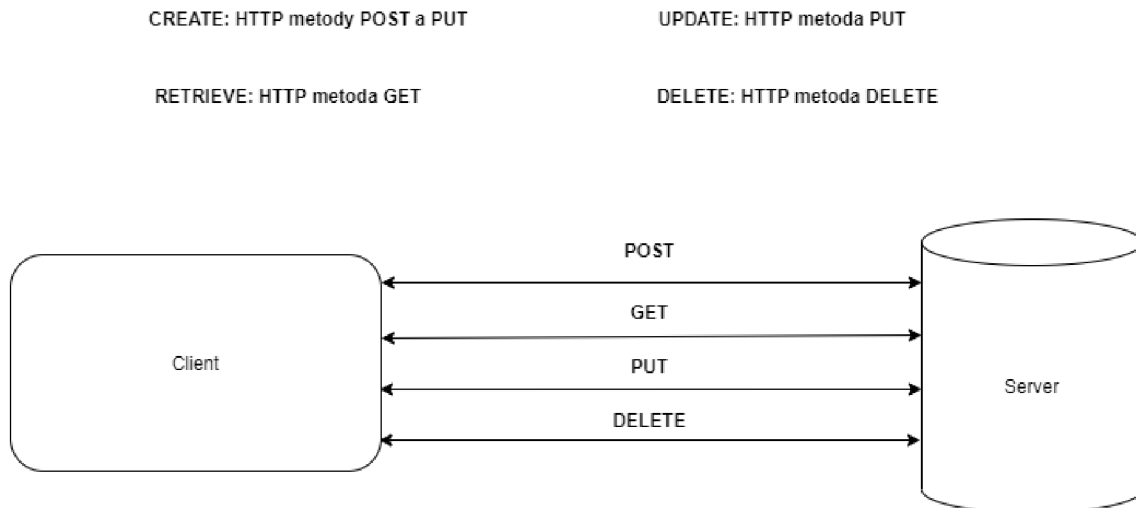 CREATE: HTTP metody POST a PUT
UPDATE: HTTP metoda PUT
RETRIEVE: HTTP metoda GET
DELETE: HTTP metoda DELETE
POST
GET
Client
PUT
Server
DELETE